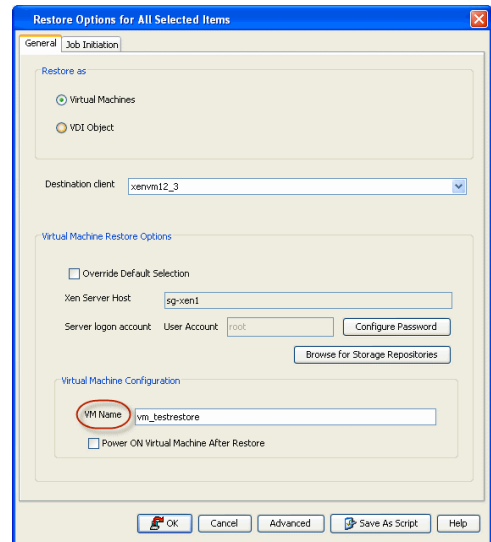 Restore Options for All Selected Items
General Job Initiation
Restore as
Virtual Machines
VDI Object
Destination client xenvm12_3
Virtual Machine Restore Options
Override Default Selection
Xen Server Host sg-xen1
Server logon account User Account root Configure Password
Browse for Storage Repositories
Virtual Machine Configuration
VM Name vm_testrestore
Power ON Virtual Machine After Restore
OK Cancel Advanced Save As Script Help